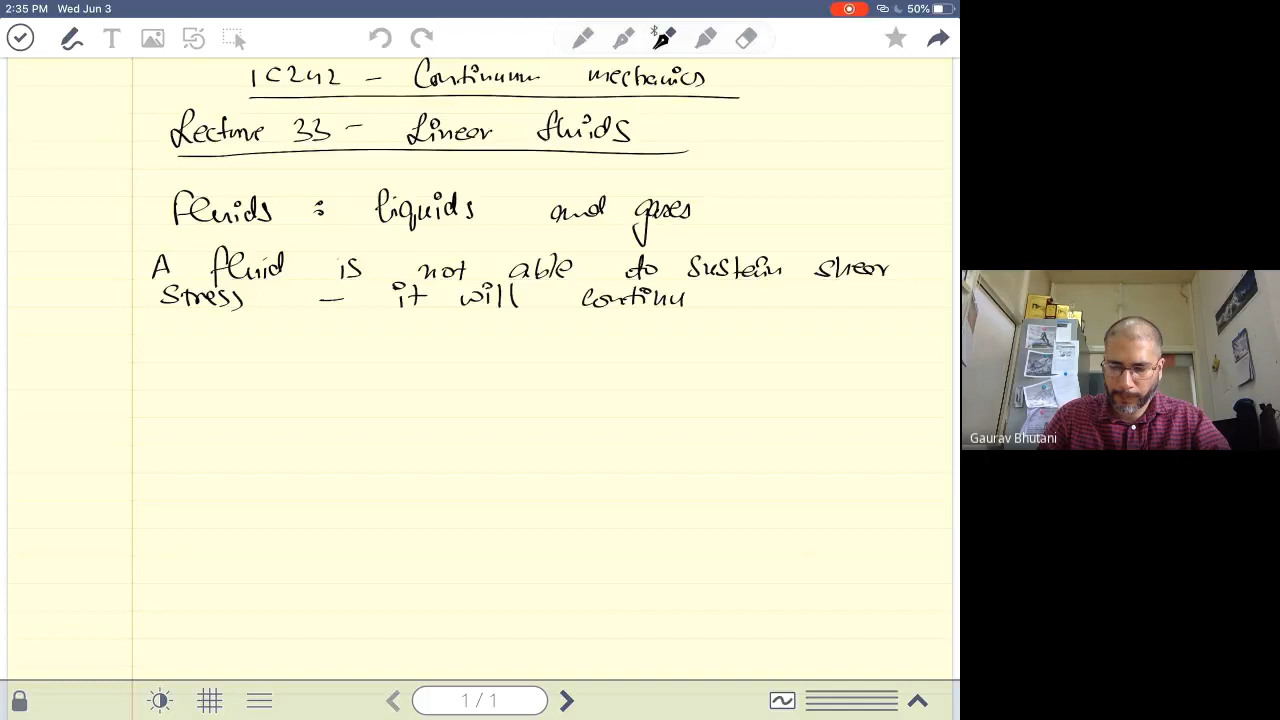 2:35 PM Wed Jun 3
50%
IC242 - Continuum mechanics
Lecture 33 - Linear fluids
Fluids : liquids and gases
A fluid is not able to sustain shear
stress - it will continu
Gaurav Bhutani
1 / 1